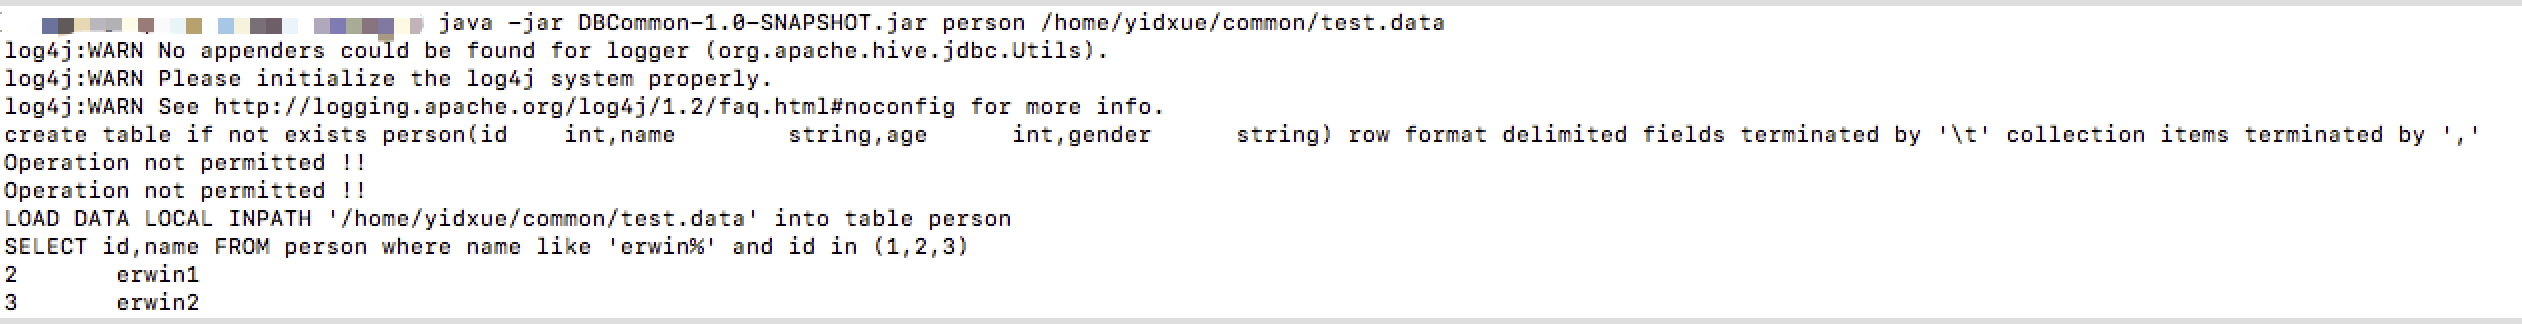 java -jar DBCommon-1.0-SNAPSHOT.jar person /home/yidxue/common/test.data
log4j:WARN No appenders could be found for logger (org.apache.hive.jdbc.Utils).
log4j:WARN Please initialize the log4j system properly.
log4j:WARN See http://logging.apache.org/log4j/1.2/faq.html#noconfig for more info.
create table if not exists person(id    int,name        string,age      int,gender      string) row format delimited fields terminated by '\t' collection items terminated by ','
Operation not permitted !!
Operation not permitted !!
LOAD DATA LOCAL INPATH '/home/yidxue/common/test.data' into table person
SELECT id,name FROM person where name like 'erwin%' and id in (1,2,3)
2       erwin1
3       erwin2